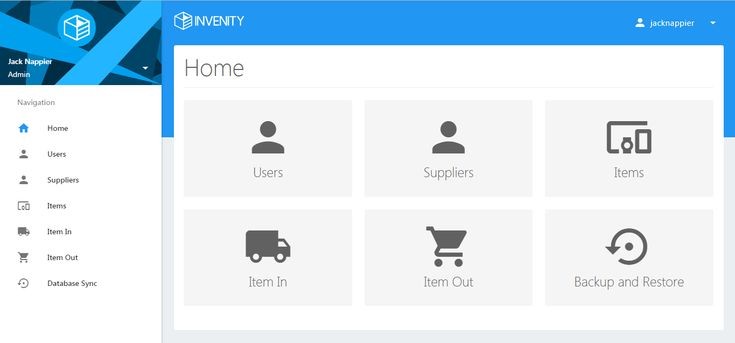 Jack Nappier
Admin
Navigation
Home
Users
Suppliers
Items
Item In
Item Out
Database Sync
INVENITY
jacknappier
Home
Users
Suppliers
Items
Item In
Item Out
Backup and Restore